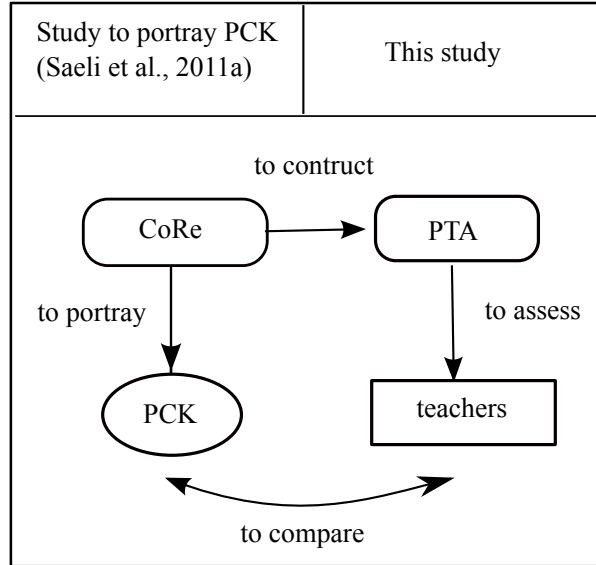 Study to portray PCK
(Saeli et al., 2011a)
This study
to contruct
CoRe
PTA
to portray
to assess
PCK
teachers
to compare